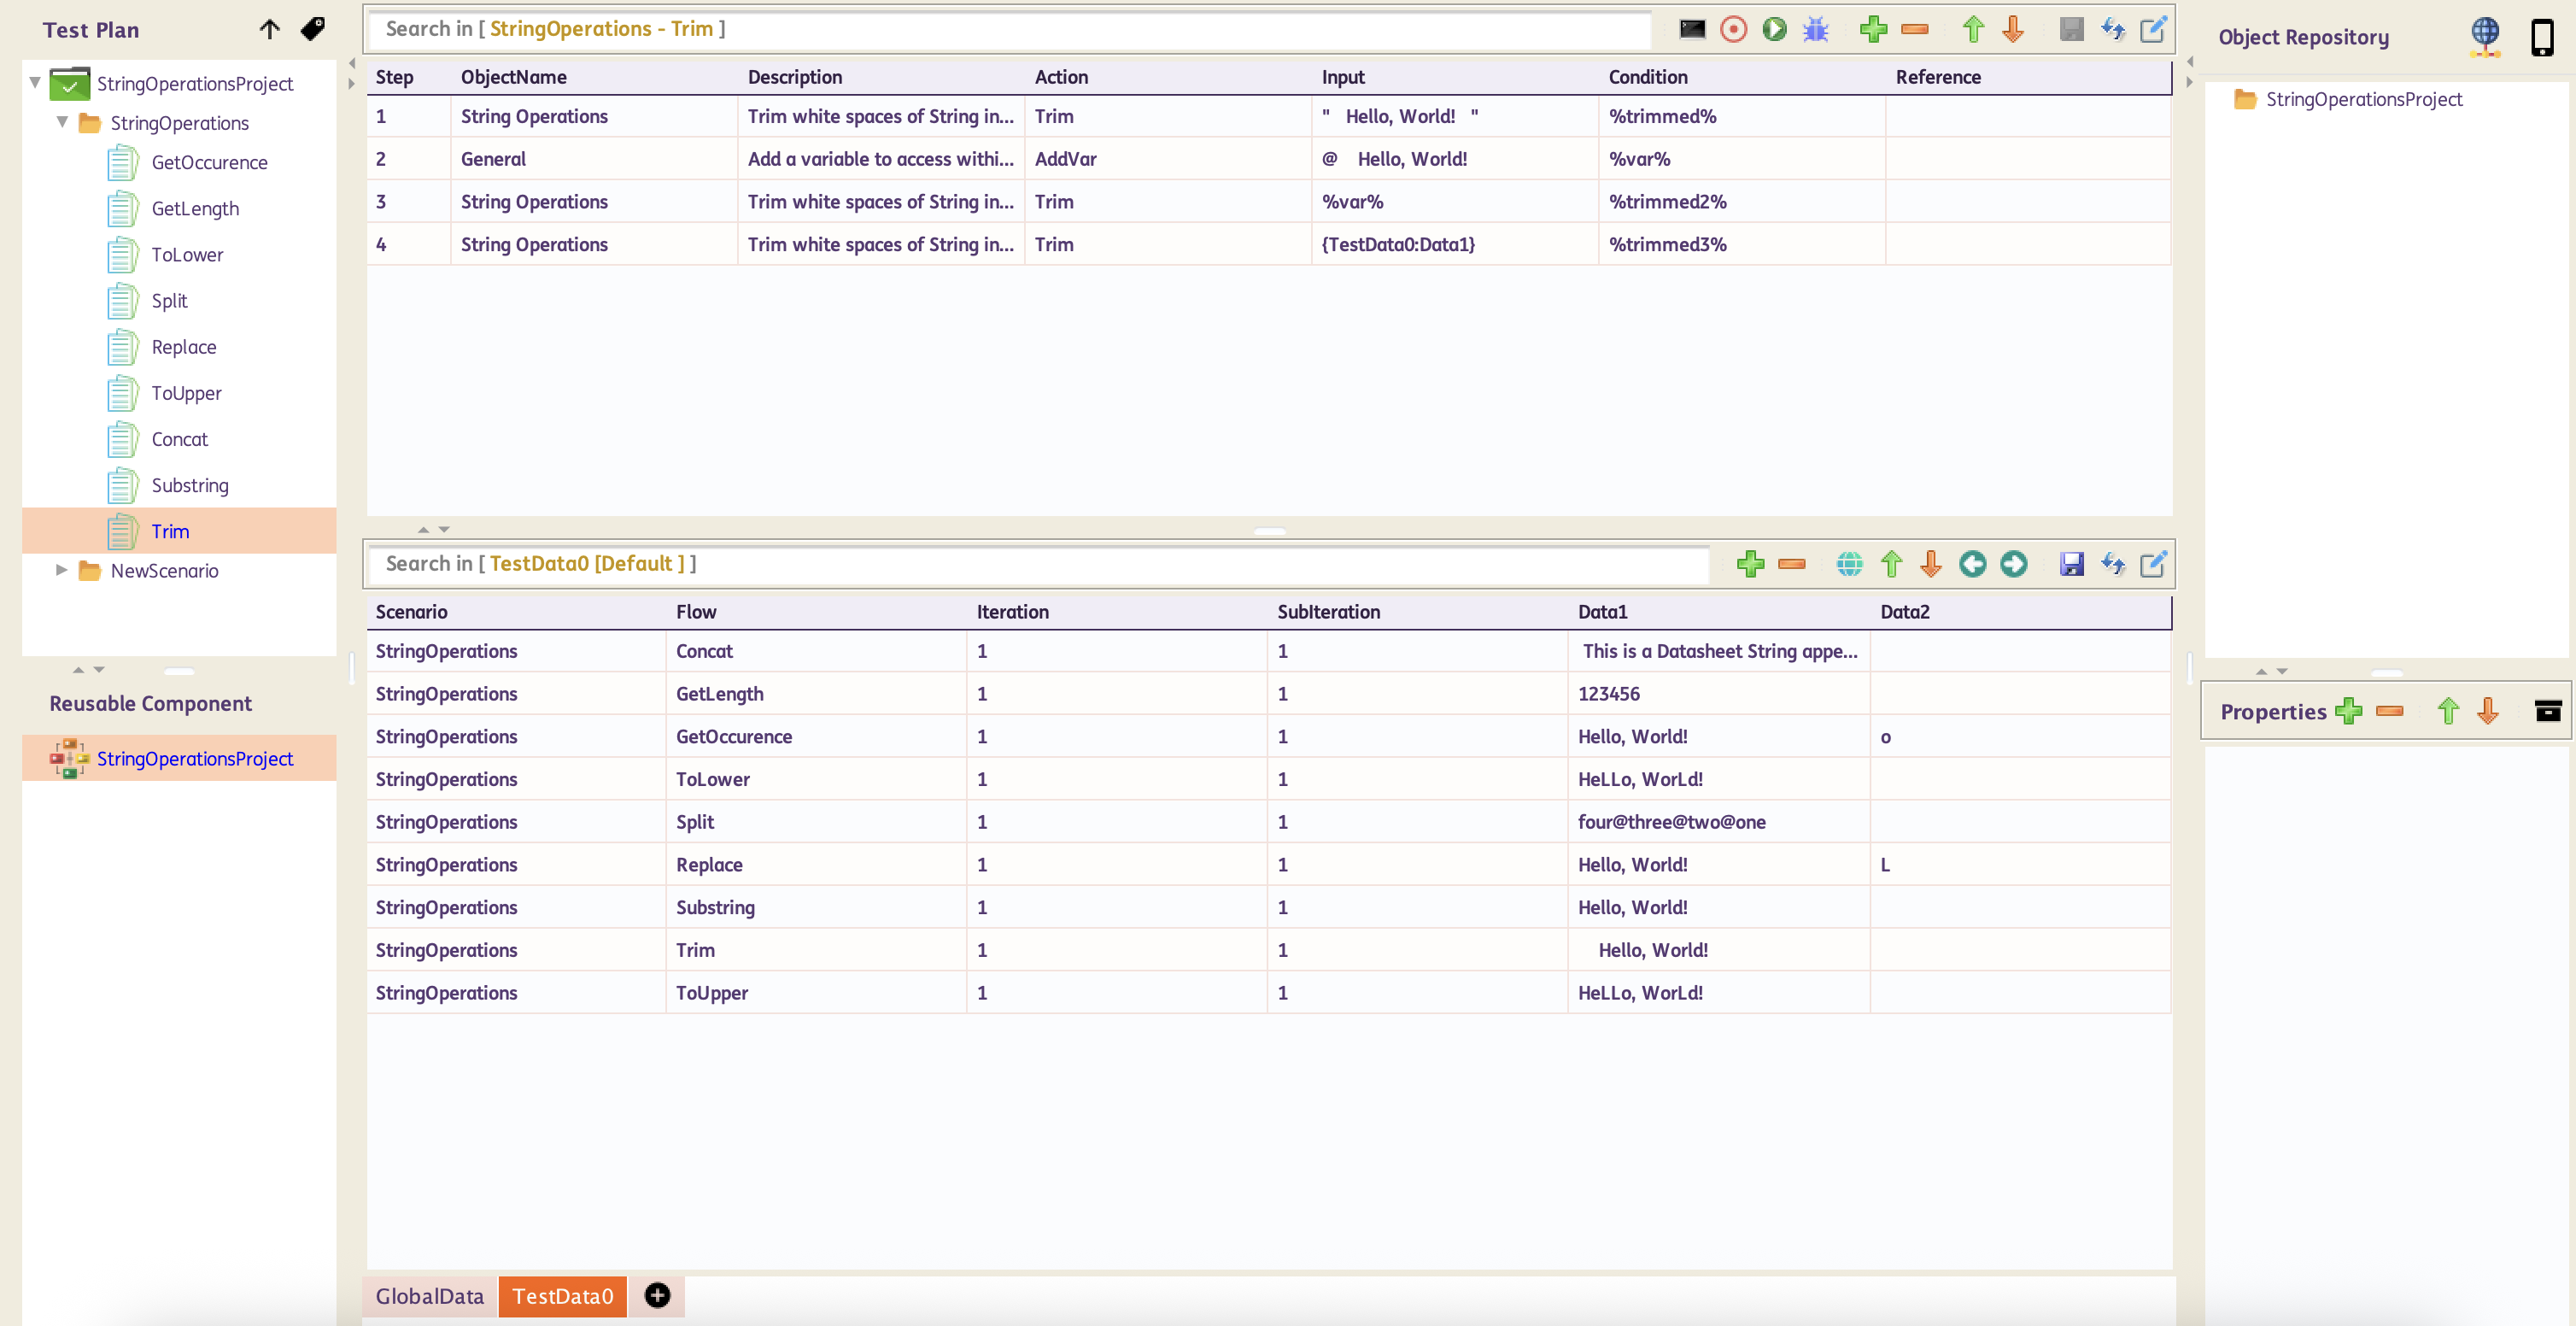 Test Plan
StringOperationsProject
StringOperations
GetOccurence
GetLength
ToLower
Split
Replace
ToUpper
Concat
Substring
Trim
NewScenario
Reusable Component
StringOperationsProject
Search in [ StringOperations - Trim ]
Step ObjectName Description Action Input Condition Reference
1 String Operations Trim white spaces of String in... Trim "   Hello, World!   " %trimmed%
2 General Add a variable to access withi... AddVar @    Hello, World! %var%
3 String Operations Trim white spaces of String in... Trim %var% %trimmed2%
4 String Operations Trim white spaces of String in... Trim {TestData0:Data1} %trimmed3%
Search in [ TestData0 [Default ] ]
Scenario Flow Iteration SubIteration Data1 Data2
StringOperations Concat 1 1 This is a Datasheet String appe...
StringOperations GetLength 1 1 123456
StringOperations GetOccurence 1 1 Hello, World! o
StringOperations ToLower 1 1 HeLLo, WorLd!
StringOperations Split 1 1 four@three@two@one
StringOperations Replace 1 1 Hello, World! L
StringOperations Substring 1 1 Hello, World!
StringOperations Trim 1 1    Hello, World!
StringOperations ToUpper 1 1 HeLLo, WorLd!
GlobalData TestData0
Object Repository
StringOperationsProject
Properties